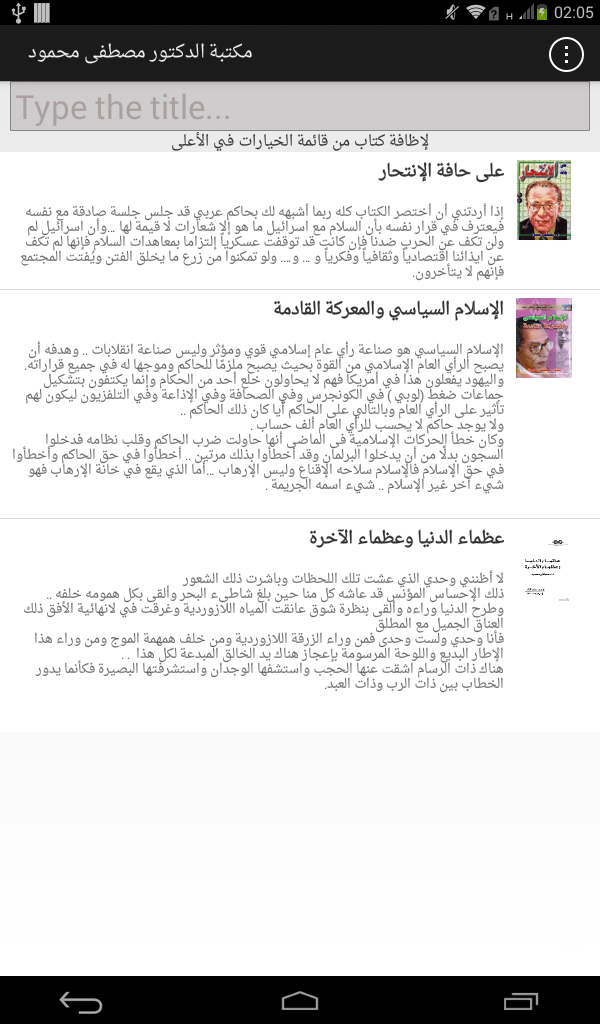 H
02:05
مكتبة الدكتور مصطفى محمود
Type the title...
لإظافة كتاب من قائمة الخيارات في الأعلى
على حافة الإنتحار
إذا أردتني أن أختصر الكتاب كله ربما أشبهه لك بحاكم عربي قد جلس جلسة صادقة مع نفسه
فيعترف في قرار نفسه بأن السلام مع اسرائيل ما هو إلا شعارات لا قيمة لها ...وأن اسرائيل لم
ولن تكف عن الحرب ضدنا فإن كانت قد توقفت عسكرياً إلتزاما بمعاهدات السلام فإنها لم تكف
عن ايذائنا إقتصادياً وثقافياً وفكرياً و ... و.... ولو تمكنوا من زرع ما يخلق الفتن ويُفتت المجتمع
فإنهم لا يتأخرون.
الإنتحار
الإسلام السياسي والمعركة القادمة
الإسلام السياسي هو صناعة رأي عام إسلامي قوي ومؤثر وليس صناعة انقلابات .. وهدفه أن
يصبح الرأي العام الإسلامي من القوة بحيث يصبح ملزمًا للحاكم وموجها له في جميع قراراته.
واليهود يفعلون هذا في أمريكا فهم لا يحاولون خلع أحد من الحكام وإنما يكتفون بتشكيل
جماعات ضغط (لوبي ) في الكونجرس وفي الصحافة وفي الإذاعة وفي التلفزيون ليكون لهم
تأثير على الرأي العام وبالتالي على الحاكم أيا كان ذلك الحاكم ..
ولا يوجد حاكم لا يحسب للرأي العام ألف حساب .
وكان خطأ الحركات الإسلامية في الماضي أنها حاولت ضرب الحاكم وقلب نظامه فدخلوا
السجون بدلًا من أن يدخلوا البرلمان وقد أخطأوا بذلك مرتين .. أخطأوا في حق الحاكم وأخطأوا
في حق الإسلام فالإسلام سلاحه الإقناع وليس الإرهاب ...أما الذي يقع في خانة الإرهاب فهو
شيء آخر غير الإسلام .. شيء اسمه الجريمة .
عظماء الدنيا وعظماء الآخرة
لا أظنني وحدي الذي عشت تلك اللحظات وباشرت ذلك الشعور
ذلك الإحساس المؤنس قد عاشه كل منا حين بلغ شاطىء البحر وألقى بكل همومه خلفه ..
وطرح الدنيا وراءه وألقى بنظرة شوق عانقت المياه اللازوردية وغرقت في لانهائية الأفق ذلك
العناق الجميل مع المطلق
فأنا وحدي ولست وحدى فمن وراء الزرقة اللازوردية ومن خلف همهمة الموج ومن وراء هذا
الإطار البديع واللوحة المرسومة بإعجاز هناك يد الخالق المبدعة لكل هذا . .
هناك ذات الرسام اشقت عنها الحجب واستشفها الوجدان واستشرفتها البصيرة فكأنما يدور
الخطاب بين ذات الرب وذات العبد.
عظماء الدنيا
وعظماء الآخرة